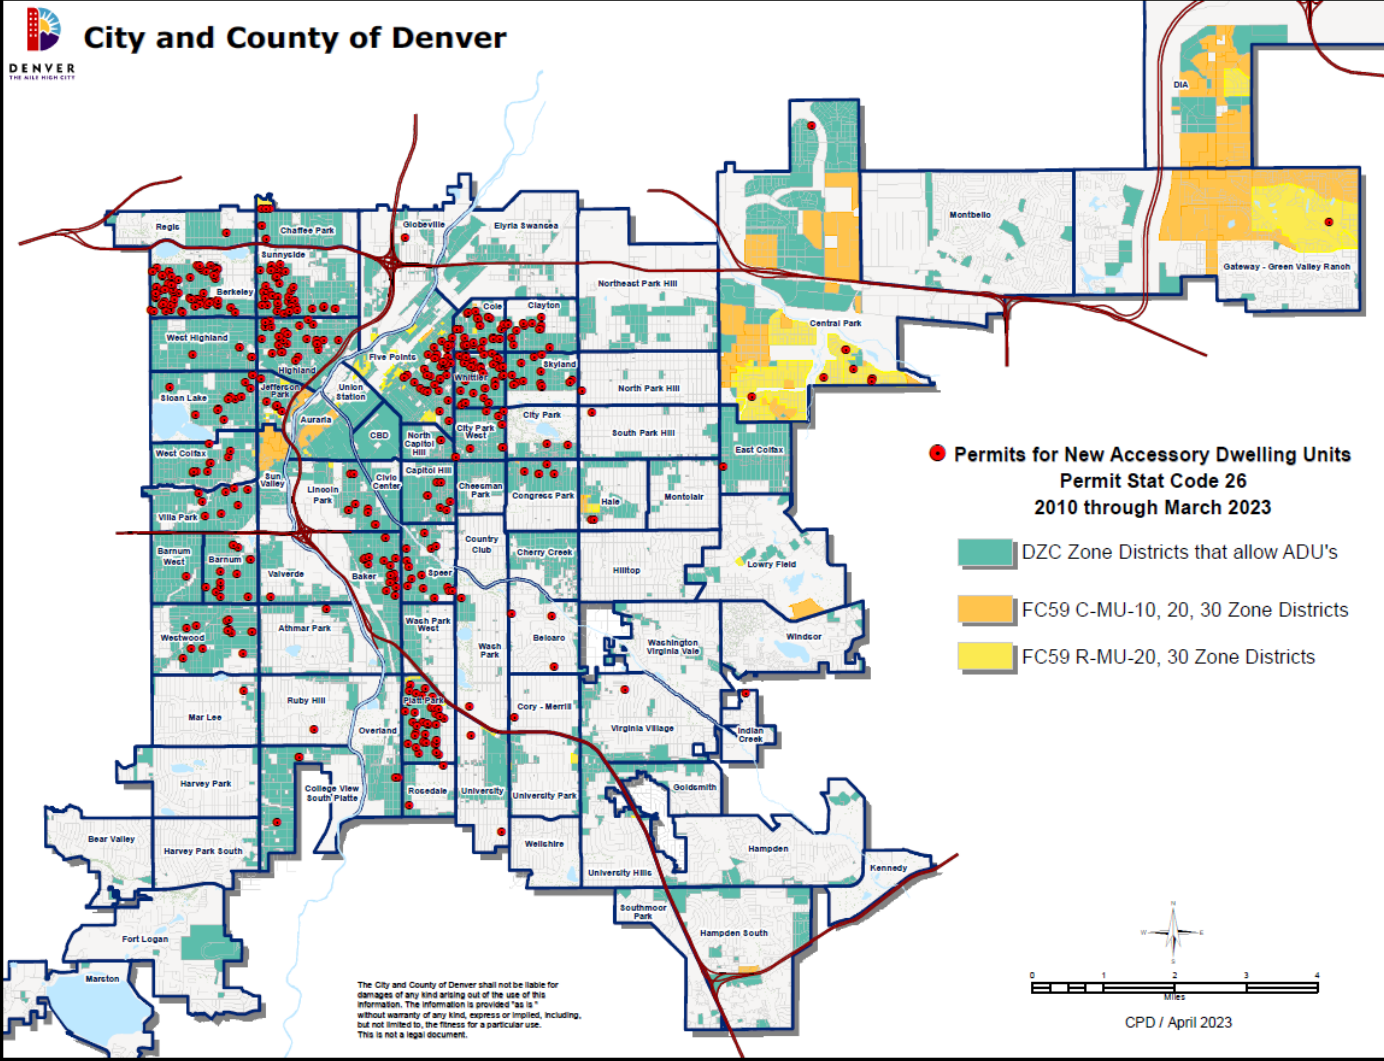 City and County of Denver
DENVER
THE MILE HIGH CITY
DIA
Regis
Chaffee Park
Globeville
Elyria Swansea
Montbello
Sunnyside
Berkeley
Gateway - Green Valley Ranch
Northeast Park Hill
Cole
Clayton
Central Park
West Highland
Highland
Five Points
Whittier
Skyland
Jefferson
Park
Union
Station
North Park Hill
Sloan Lake
Auraria
City Park
CBD
North
Capitol
Hill
City Park
West
South Park Hill
West Colfax
East Colfax
Sun
Valley
Civic
Center
Capitol Hill
Lincoln
Park
Cheesman
Park
Congress Park
Hale
Montclair
Villa Park
Barnum
West
Barnum
Valverde
Baker
Speer
Country
Club
Cherry Creek
Hilltop
Lowry Field
Westwood
Athmar Park
Wash Park
West
Wash
Park
Belcaro
Washington
Virginia Vale
Windsor
Mar Lee
Ruby Hill
Overland
Platt Park
Cory - Merrill
Virginia Village
Indian
Creek
Harvey Park
College View
South Platte
Rosedale
University
University Park
Goldsmith
Bear Valley
Harvey Park South
Wellshire
University Hills
Hampden
Kennedy
Southmoor
Park
Hampden South
Fort Logan
Marston
Permits for New Accessory Dwelling Units
Permit Stat Code 26
2010 through March 2023
DZC Zone Districts that allow ADU's
FC59 C-MU-10, 20, 30 Zone Districts
FC59 R-MU-20, 30 Zone Districts
N
W E
S
0 1 2 3 4
Miles
CPD / April 2023
The City and County of Denver shall not be liable for
damages of any kind arising out of the use of this
information. The information is provided "as is"
without warranty of any kind, express or implied, including,
but not limited to, the fitness for a particular use.
This is not a legal document.